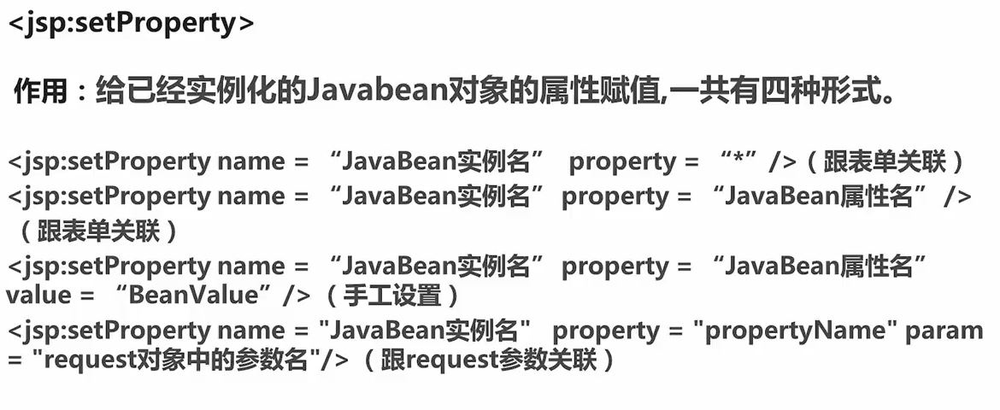 <jsp:setProperty>
作用：给已经实例化的Javabean对象的属性赋值,一共有四种形式。
<jsp:setProperty name = “JavaBean实例名” property = “*” />（跟表单关联）
<jsp:setProperty name = “JavaBean实例名” property = “JavaBean属性名” />
（跟表单关联）
<jsp:setProperty name = “JavaBean实例名” property = “JavaBean属性名”
value = “BeanValue” />（手工设置）
<jsp:setProperty name = "JavaBean实例名" property = "propertyName" param
= "request对象中的参数名"/>（跟request参数关联）